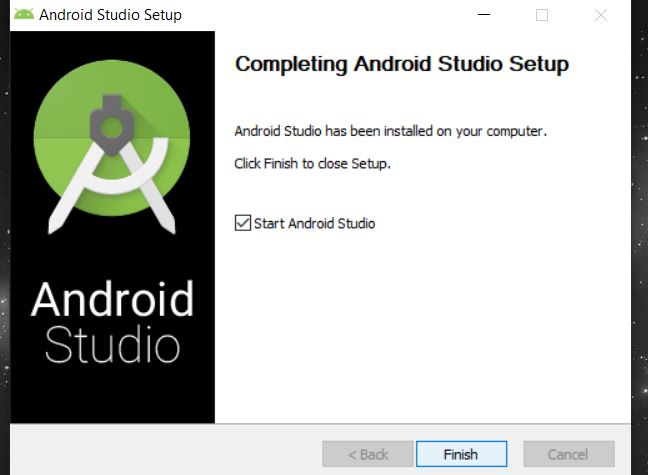 Android Studio Setup
Completing Android Studio Setup
Android Studio has been installed on your computer.
Click Finish to close Setup.
Start Android Studio
Android
Studio
< Back
Finish
Cancel